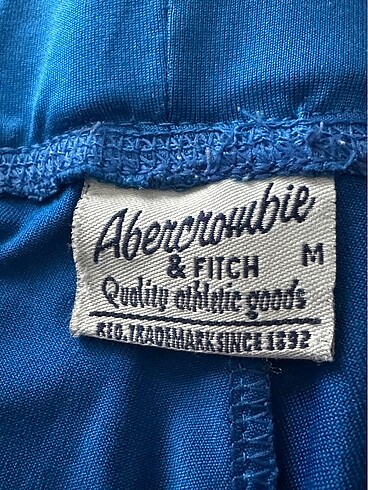 Abercrombie
& FITCH M
Quality athletic goods
REG. TRADEMARK SINCE 1892